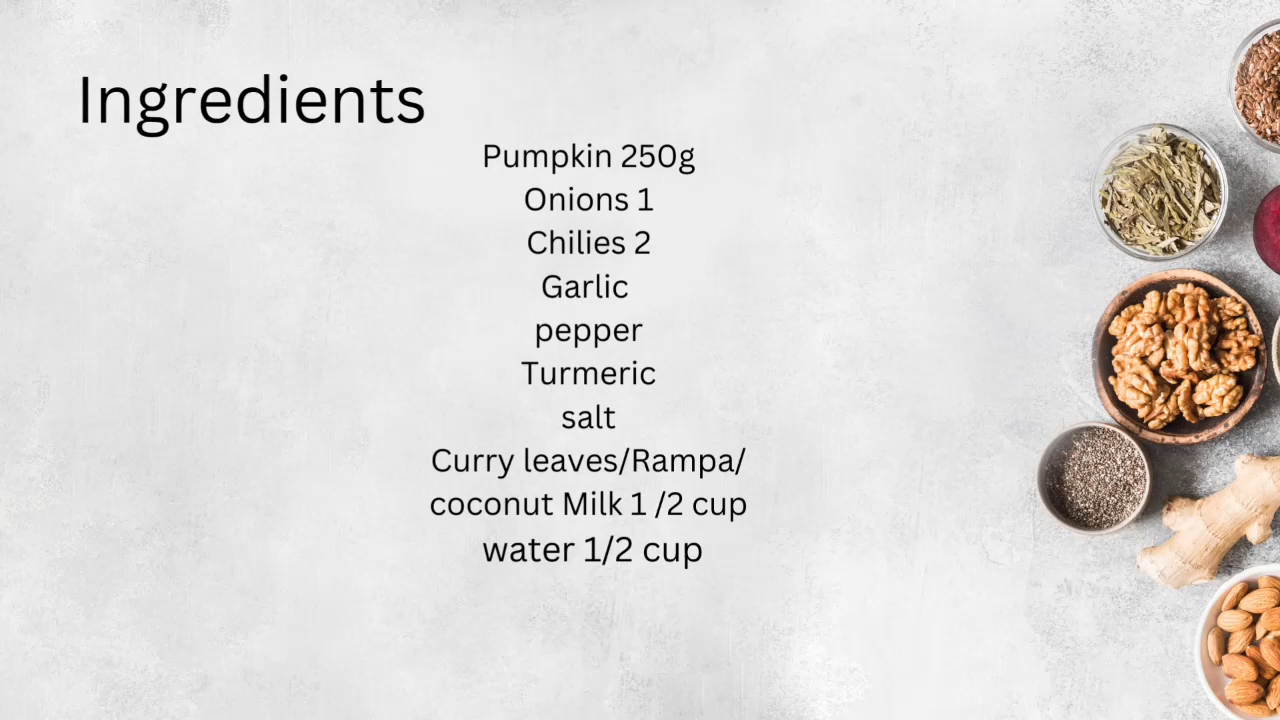 Ingredients
Pumpkin 250g
Onions 1
Chilies 2
Garlic
pepper
Turmeric
salt
Curry leaves/Rampa/
coconut Milk 1 /2 cup
water 1/2 cup